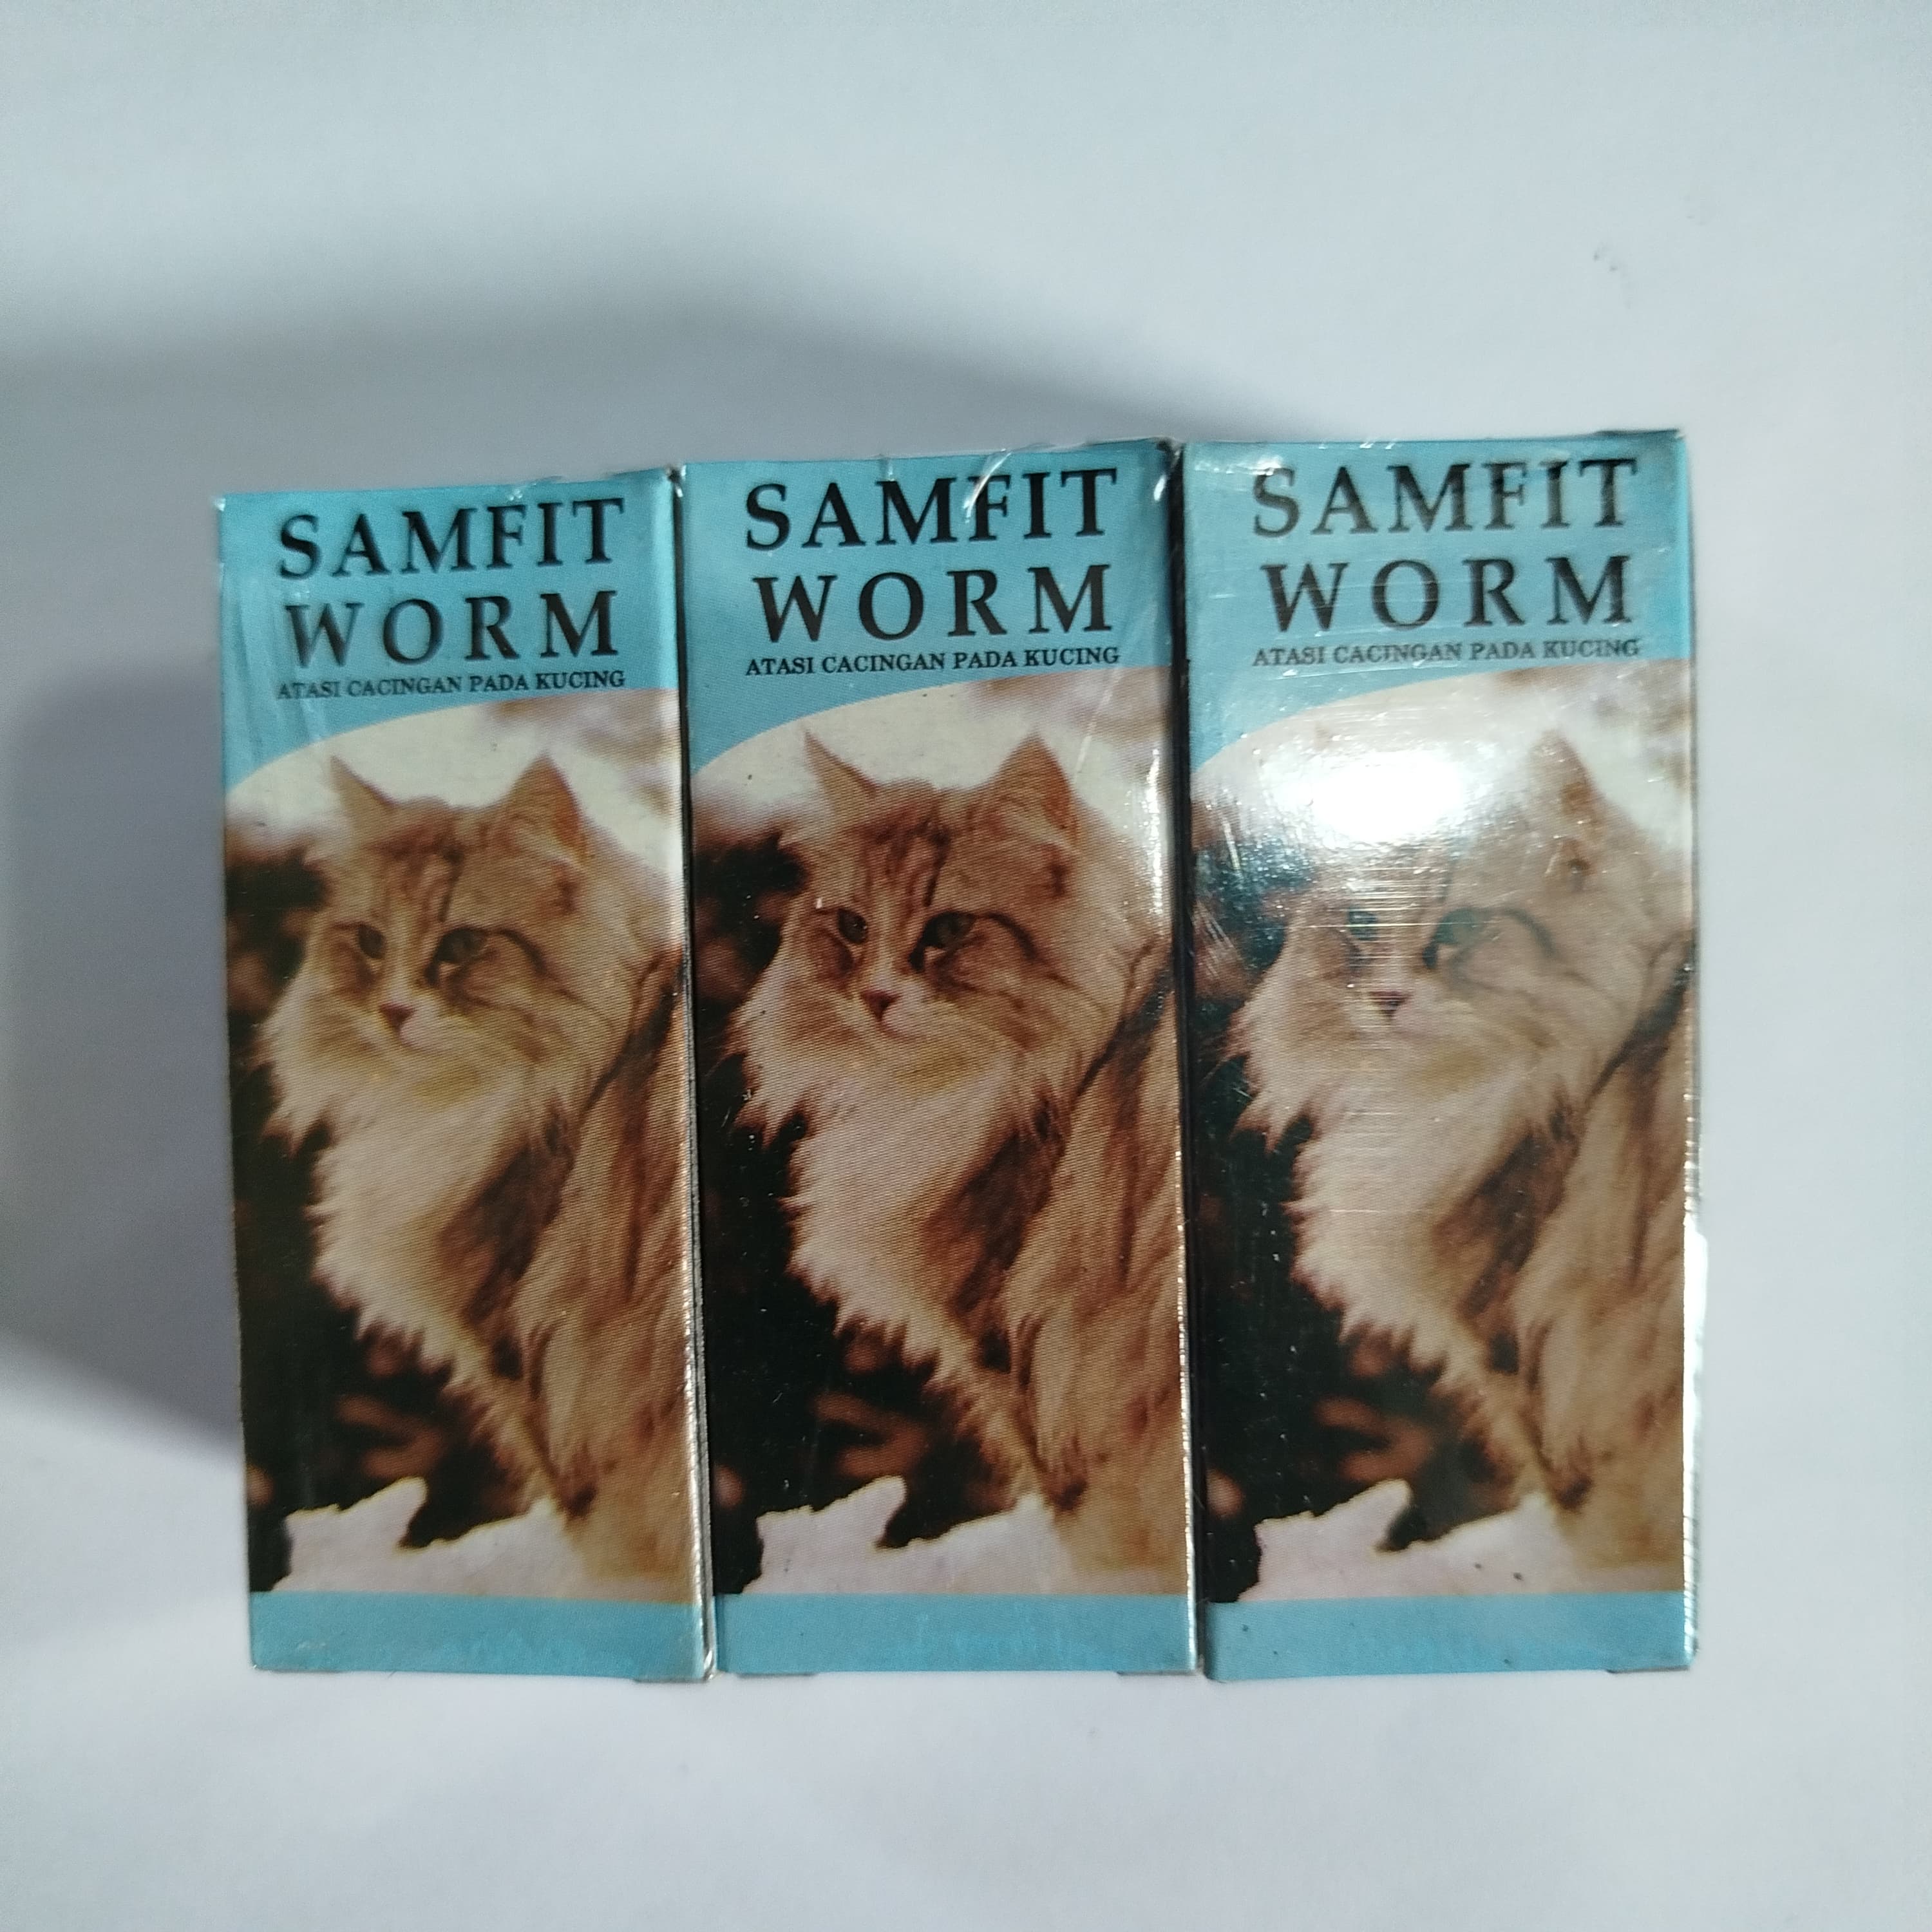 SAMFIT
WORM
ATASI CACINGAN PADA KUCING
SAMFIT
WORM
ATASI CACINGAN PADA KUCING
SAMFIT
WORM
ATASI CACINGAN PADA KUCING